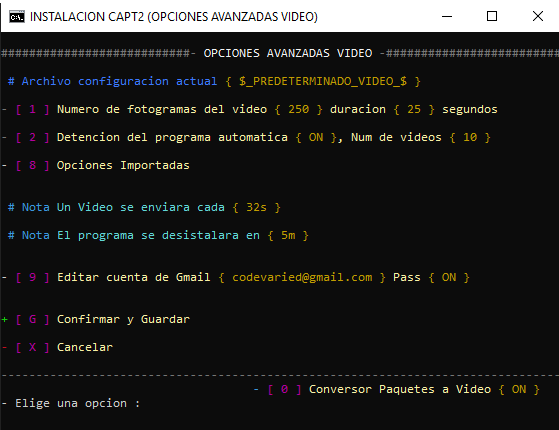 INSTALACION CAPT2 (OPCIONES AVANZADAS VIDEO)
###########################- OPCIONES AVANZADAS VIDEO -#########################
# Archivo configuracion actual { $_PREDETERMINADO_VIDEO_$ }
- [ 1 ] Numero de fotogramas del video { 250 } duracion { 25 } segundos
- [ 2 ] Detencion del programa automatica { ON }, Num de videos { 10 }
- [ 8 ] Opciones Importadas
# Nota Un Video se enviara cada { 32s }
# Nota El programa se desistalara en { 5m }
- [ 9 ] Editar cuenta de Gmail { codevaried@gmail.com } Pass { ON }
+ [ G ] Confirmar y Guardar
- [ X ] Cancelar
--------------------------------------------------------------------------------
- [ 0 ] Conversor Paquetes a Video { ON }
- Elige una opcion :